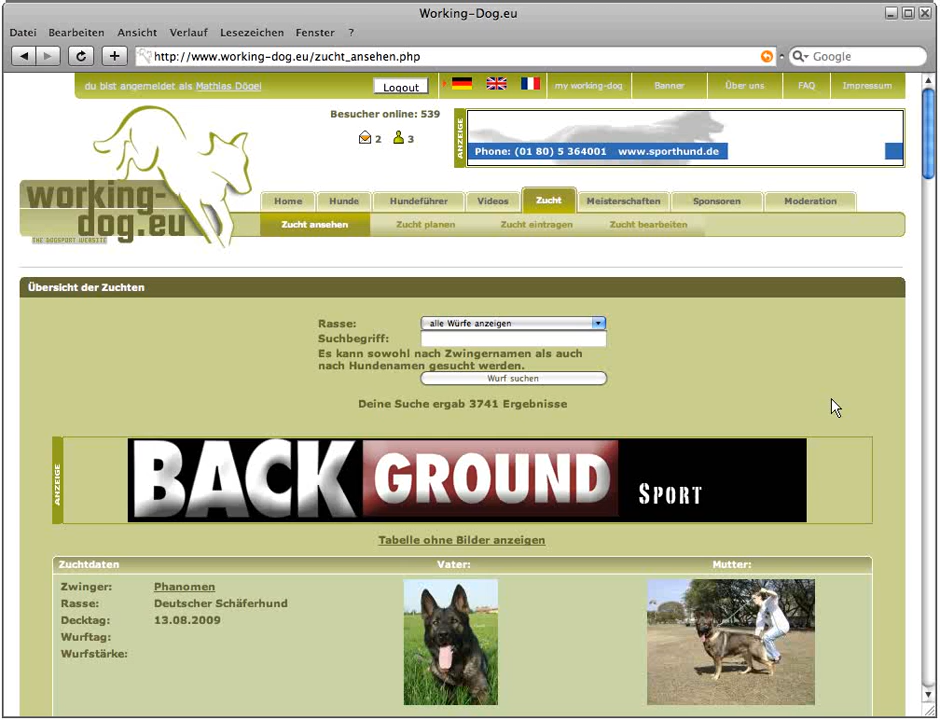 Working-Dog.eu
Datei Bearbeiten Ansicht Verlauf Lesezeichen Fenster ?
http://www.working-dog.eu/zucht_ansehen.php
Google
du bist angemeldet als Mathias Dögel
Logout
my working-dog Banner Über uns FAQ Impressum
Besucher online: 539
2 3
ANZEIGE
Phone: (01 80) 5 364001 www.sporthund.de
working-
dog.eu
THE DOGSPORT WEBSITE
Home Hunde Hundeführer Videos Zucht Meisterschaften Sponsoren Moderation
Zucht ansehen Zucht planen Zucht eintragen Zucht bearbeiten
Übersicht der Zuchten
Rasse: alle Würfe anzeigen
Suchbegriff:
Es kann sowohl nach Zwingernamen als auch
nach Hundenamen gesucht werden.
Wurf suchen
Deine Suche ergab 3741 Ergebnisse
ANZEIGE
BACK GROUND SPORT
Tabelle ohne Bilder anzeigen
Zuchtdaten Vater: Mutter:
Zwinger: Phanomen
Rasse: Deutscher Schäferhund
Decktag: 13.08.2009
Wurftag:
Wurfstärke: